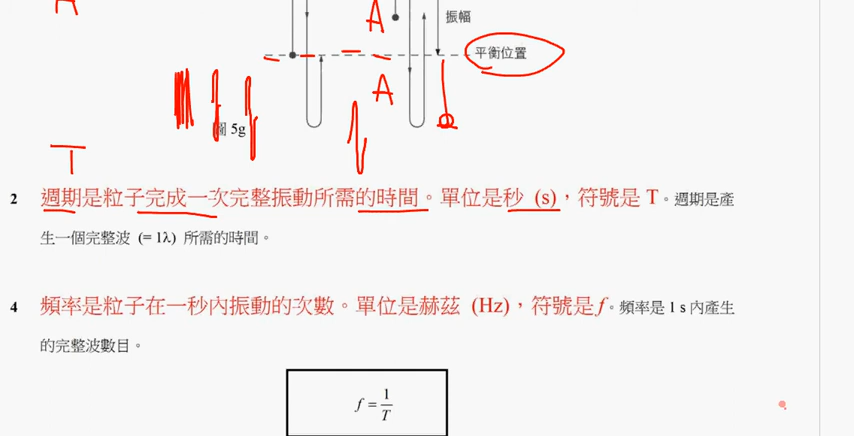 A
A
振幅
平衡位置
A
圖 5g
T
2 週期是粒子完成一次完整振動所需的時間。單位是秒 (s)，符號是 T。週期是產
生一個完整波 (= 1λ) 所需的時間。
4 頻率是粒子在一秒內振動的次數。單位是赫茲 (Hz)，符號是 f。頻率是 1 s 內產生
的完整波數目。
f = 1/T